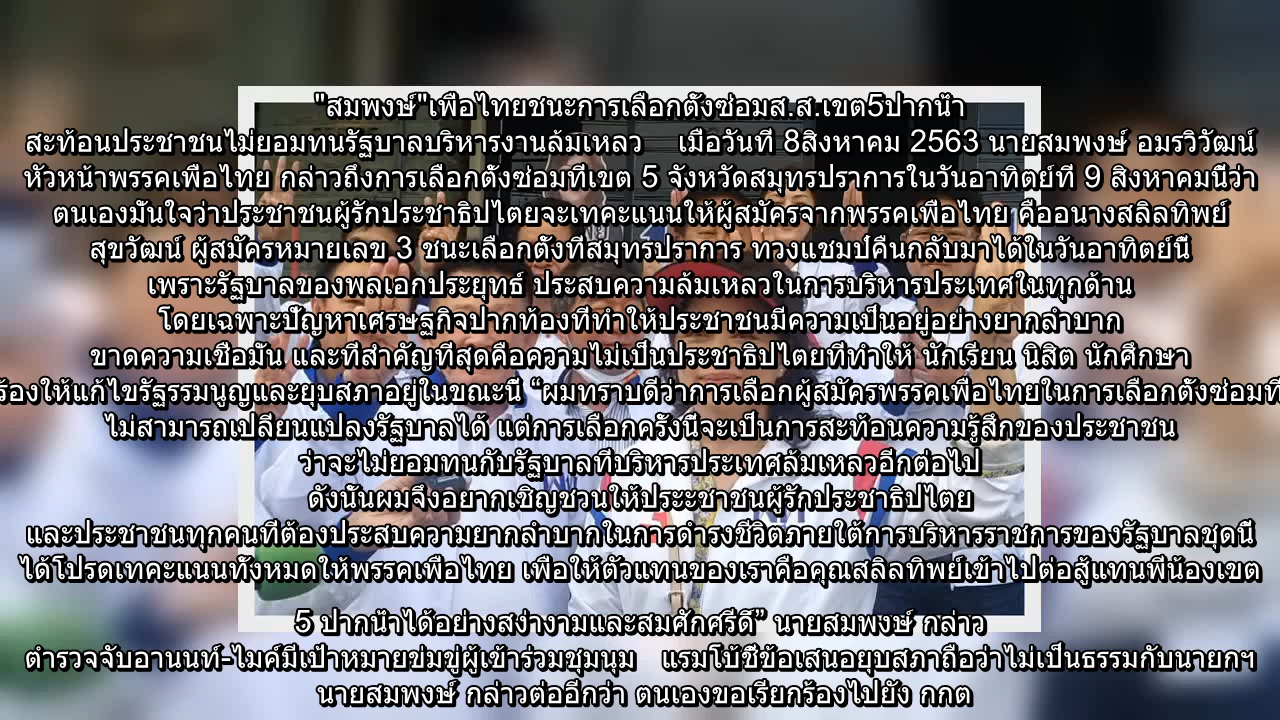 "สมพงษ์"เพื่อไทยชนะการเลือกตั้งซ่อมส.ส.เขต5ปากน้ำ
สะท้อนประชาชนไม่ยอมทนรัฐบาลบริหารงานล้มเหลว เมื่อวันที่ 8สิงหาคม 2563 นายสมพงษ์ อมรวิวัฒน์
หัวหน้าพรรคเพื่อไทย กล่าวถึงการเลือกตั้งซ่อมที่เขต 5 จังหวัดสมุทรปราการในวันอาทิตย์ที่ 9 สิงหาคมนี้ว่า
ตนเองมั่นใจว่าประชาชนผู้รักประชาธิปไตยจะเทคะแนนให้ผู้สมัครจากพรรคเพื่อไทย คืออนางสลิลทิพย์
สุขวัฒน์ ผู้สมัครหมายเลข 3 ชนะเลือกตั้งที่สมุทรปราการ ทวงแชมป์คืนกลับมาได้ในวันอาทิตย์นี้
เพราะรัฐบาลของพลเอกประยุทธ์ ประสบความล้มเหลวในการบริหารประเทศในทุกด้าน
โดยเฉพาะปัญหาเศรษฐกิจปากท้องที่ทำให้ประชาชนมีความเป็นอยู่อย่างยากลำบาก
ขาดความเชื่อมั่น และที่สำคัญที่สุดคือความไม่เป็นประชาธิปไตยที่ทำให้ นักเรียน นิสิต นักศึกษา
ร้องให้แก้ไขรัฐธรรมนูญและยุบสภาอยู่ในขณะนี้ “ผมทราบดีว่าการเลือกผู้สมัครพรรคเพื่อไทยในการเลือกตั้งซ่อมที่
ไม่สามารถเปลี่ยนแปลงรัฐบาลได้ แต่การเลือกครั้งนี้จะเป็นการสะท้อนความรู้สึกของประชาชน
ว่าจะไม่ยอมทนกับรัฐบาลที่บริหารประเทศล้มเหลวอีกต่อไป
ดังนั้นผมจึงอยากเชิญชวนให้ประะชาชนผู้รักประชาธิปไตย
และประชาชนทุกคนที่ต้องประสบความยากลำบากในการดำรงชีวิตภายใต้การบริหารราชการของรัฐบาลชุดนี้
ได้โปรดเทคะแนนทั้งหมดให้พรรคเพื่อไทย เพื่อให้ตัวแทนของเราคือคุณสลิลทิพย์เข้าไปต่อสู้แทนพี่น้องเขต
5 ปากน้ำได้อย่างสง่างามและสมศักศรีดิ์” นายสมพงษ์ กล่าว
ตำรวจจับอานนท์-ไมค์มีเป้าหมายข่มขู่ผู้เข้าร่วมชุมนุม แรมโบ้ชี้ข้อเสนอยุบสภาถือว่าไม่เป็นธรรมกับนายกฯ
นายสมพงษ์ กล่าวต่ออีกว่า ตนเองขอเรียกร้องไปยัง กกต